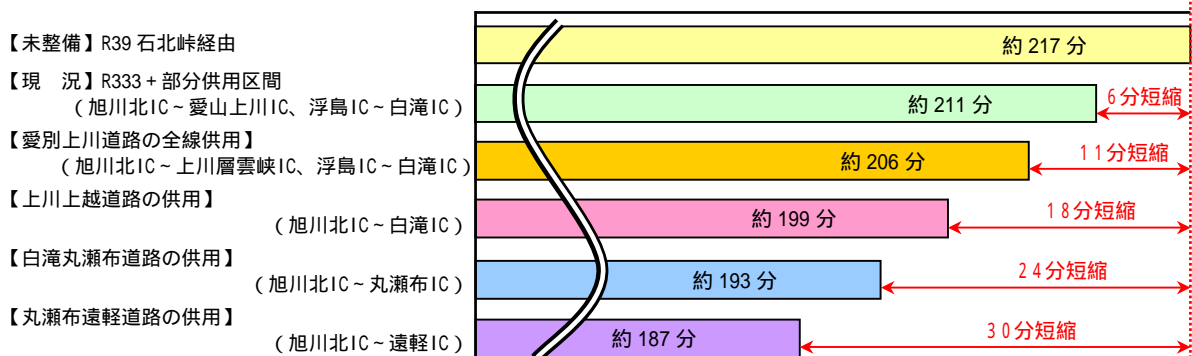 【未整備】R39 石北峠経由
約 217 分
【現　況】R333 + 部分供用区間
（旭川北IC ~ 愛山上川IC、浮島IC ~ 白滝IC）
約 211 分
6分短縮
【愛別上川道路の全線供用】
（旭川北IC ~ 上川層雲峡IC、浮島IC ~ 白滝IC）
約 206 分
11分短縮
【上川上越道路の供用】
（旭川北IC ~ 白滝IC）
約 199 分
18分短縮
【白滝丸瀬布道路の供用】
（旭川北IC ~ 丸瀬布IC）
約 193 分
24分短縮
【丸瀬布遠軽道路の供用】
（旭川北IC ~ 遠軽IC）
約 187 分
30分短縮